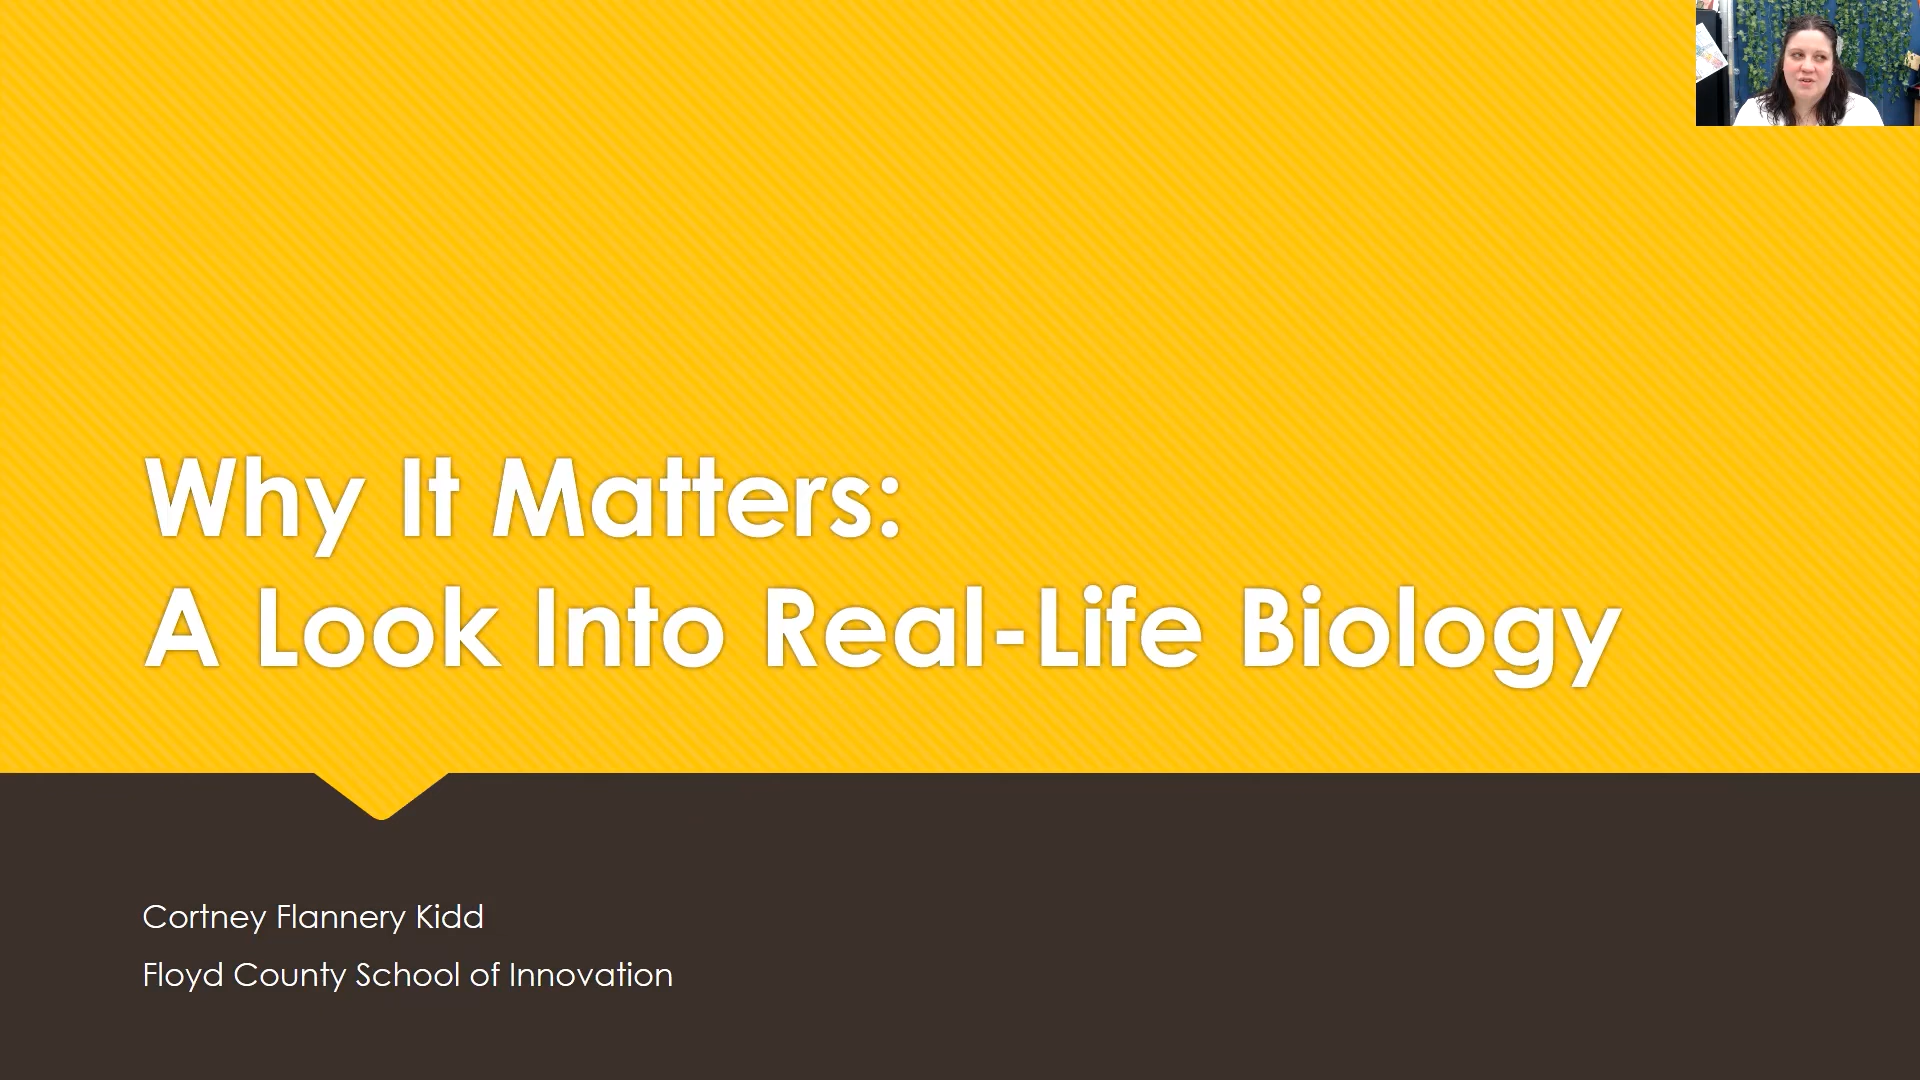 Why It Matters:
A Look Into Real-Life Biology
Cortney Flannery Kidd
Floyd County School of Innovation